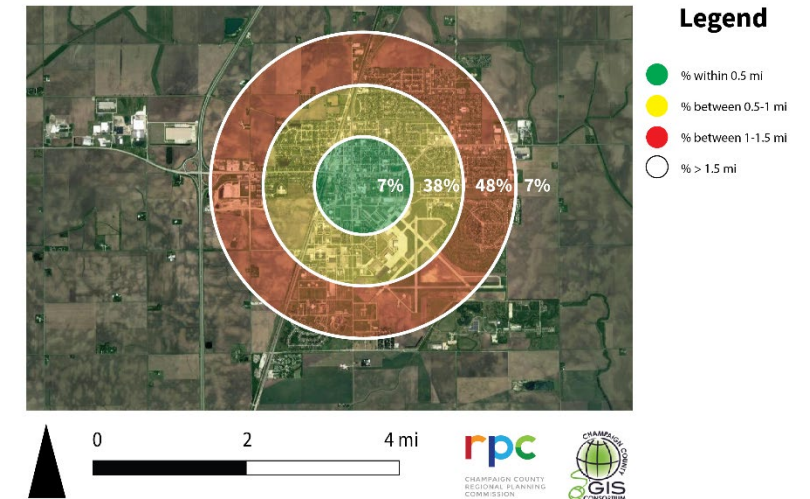 Legend
% within 0.5 mi
% between 0.5-1 mi
% between 1-1.5 mi
% > 1.5 mi
7% 38% 48% 7%
0 2 4 mi
rpc
CHAMPAIGN COUNTY
REGIONAL PLANNING
COMMISSION
CHAMPAIGN COUNTY
GIS
CONSORTIUM